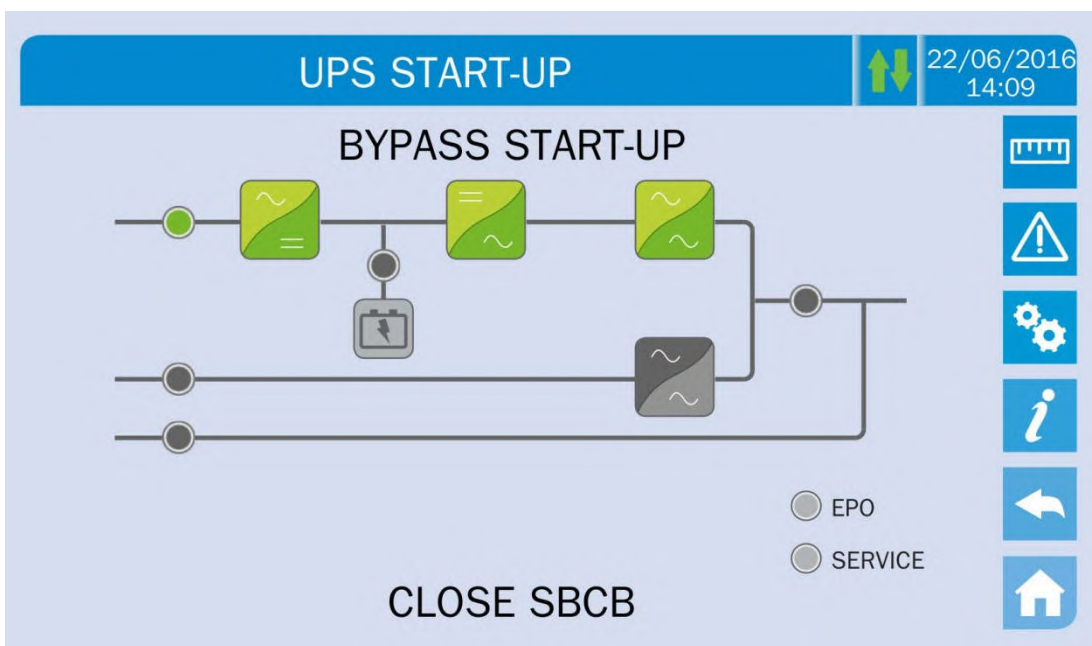 UPS START-UP
22/06/2016
14:09
BYPASS START-UP
EPO
SERVICE
CLOSE SBCB